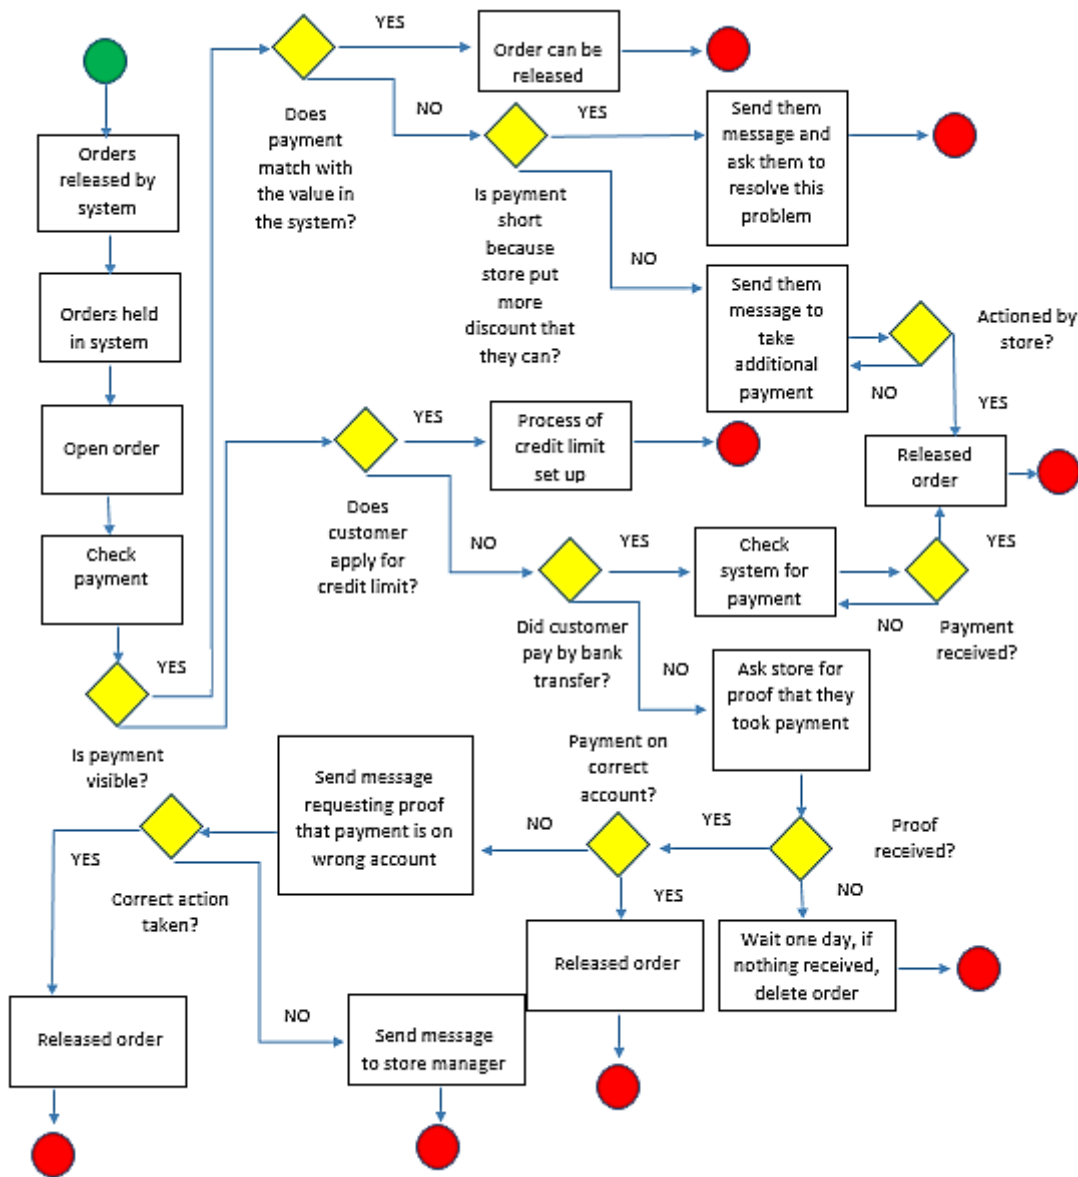 YES
Order can be
released
Orders
released by
system
Does
payment
match with
the value in
the system?
NO
YES
Send them
message and
ask them to
resolve this
problem
Is payment
short
because
store put
more
discount that
they can?
NO
Orders held
in system
Send them
message to
take
additional
payment
Actioned by
store?
NO
YES
Open order
YES
Process of
credit limit
set up
Released
order
Does
customer
apply for
credit limit?
NO
YES
Check
system for
payment
YES
NO
Payment
received?
Check
payment
YES
Is payment
visible?
Did customer
pay by bank
transfer?
NO
Ask store for
proof that they
took payment
Payment on
correct
account?
Send message
requesting proof
that payment is on
wrong account
NO
YES
Proof
received?
NO
YES
YES
Correct action
taken?
Wait one day, if
nothing received,
delete order
Released order
Released order
NO
Send message
to store manager